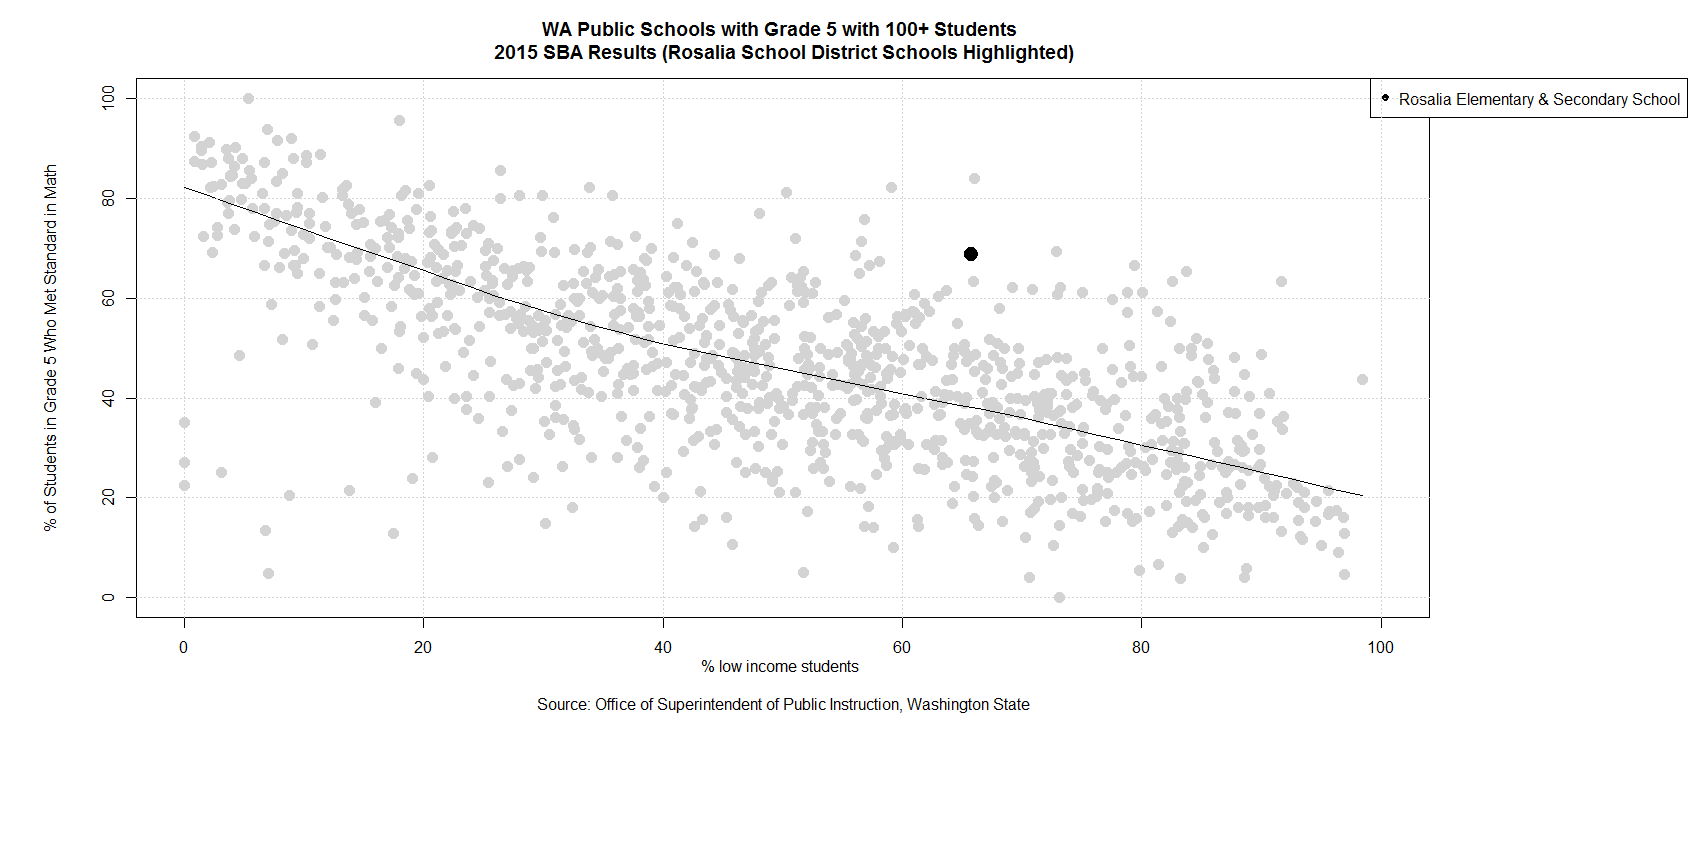 WA Public Schools with Grade 5 with 100+ Students
2015 SBA Results (Rosalia School District Schools Highlighted)
Rosalia Elementary & Secondary School
% of Students in Grade 5 Who Met Standard in Math
100
80
60
40
20
0
0 20 40 60 80 100
% low income students
Source: Office of Superintendent of Public Instruction, Washington State